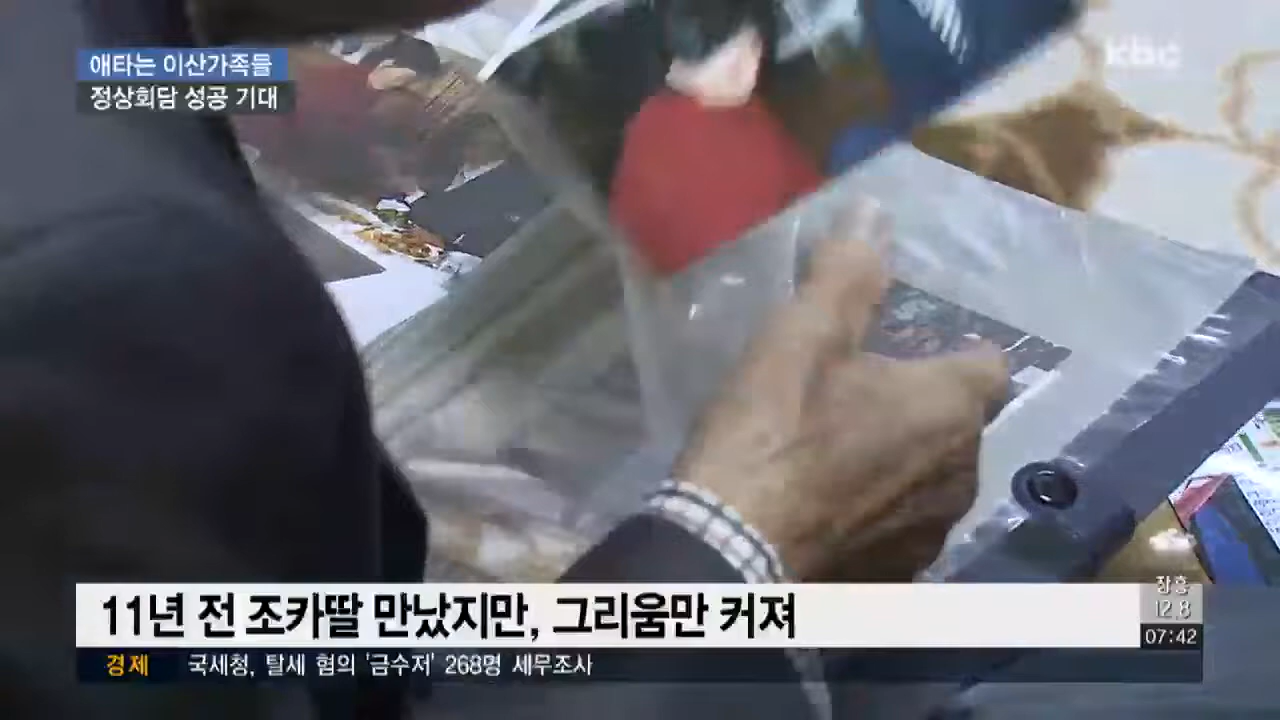 애타는 이산가족들
정상회담 성공 기대
kbc
11년 전 조카딸 만났지만, 그리움만 커져
장흥
12.8
07:42
경제 국세청, 탈세 혐의 '금수저' 268명 세무조사